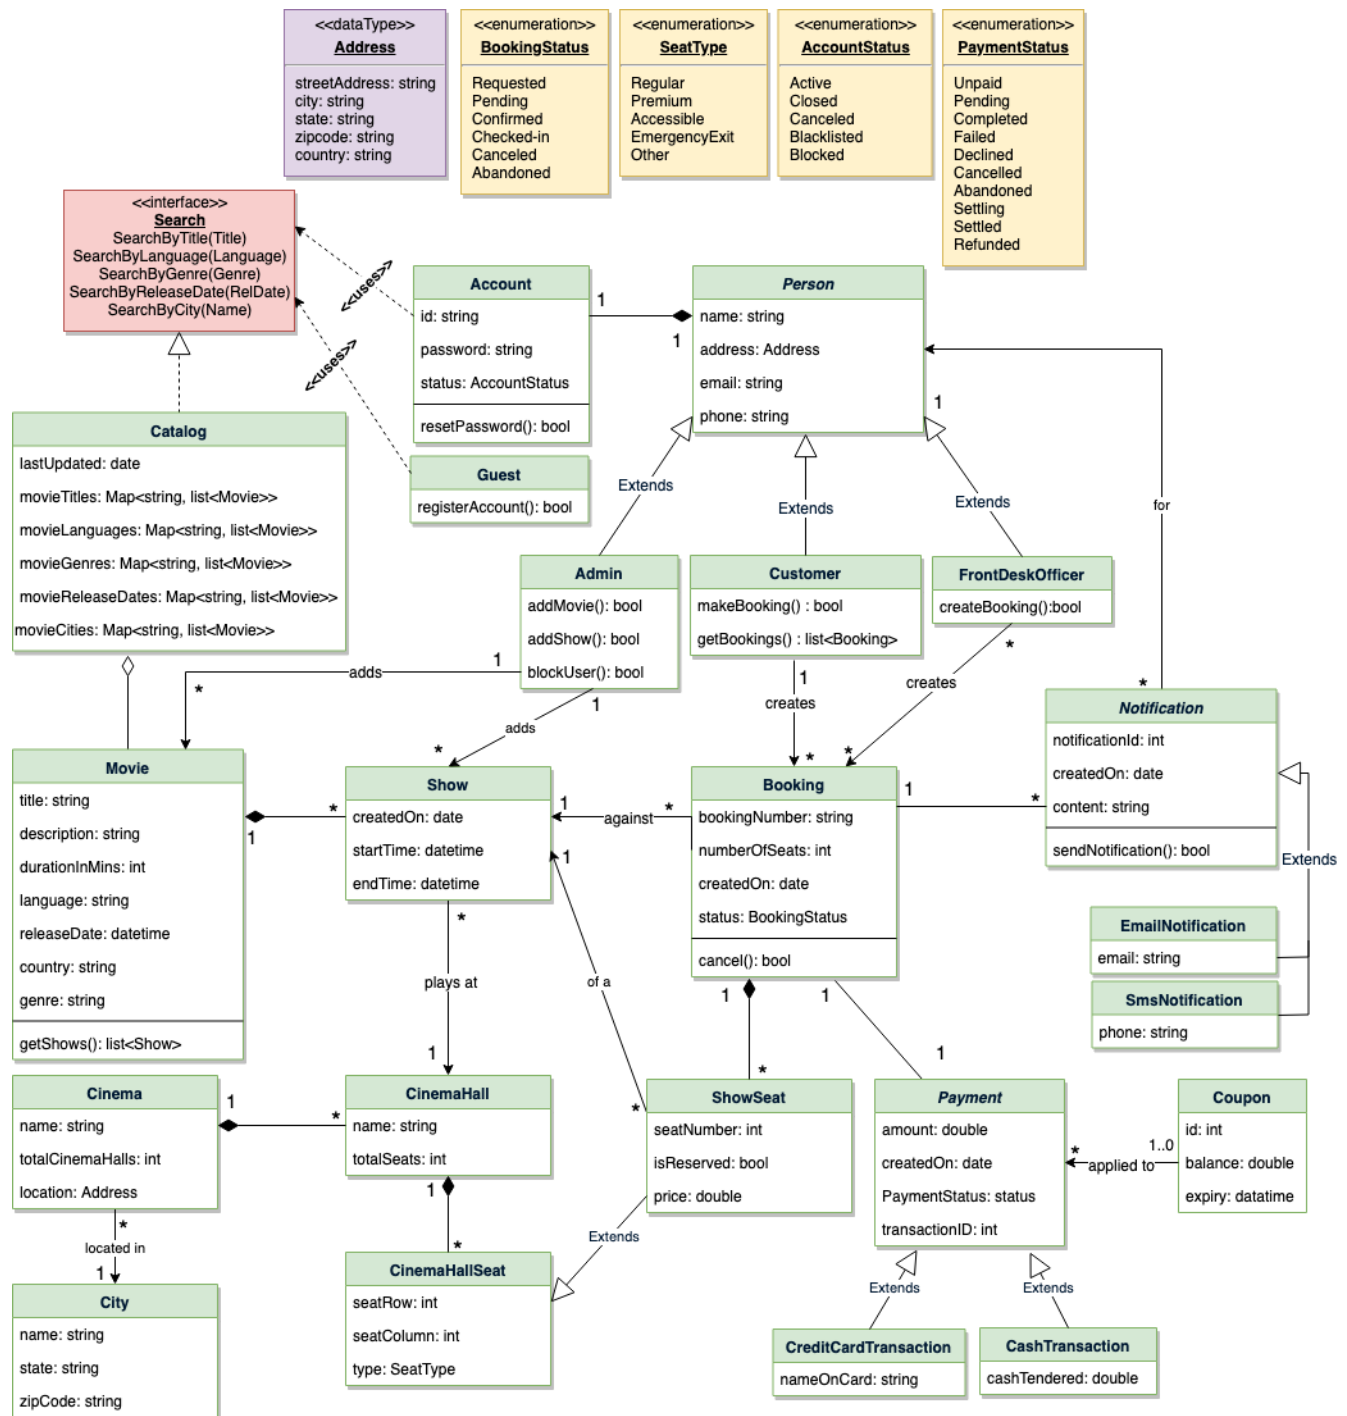 <<dataType>>
Address
streetAddress: string
city: string
state: string
zipcode: string
country: string
<<enumeration>>
BookingStatus
Requested
Pending
Confirmed
Checked-in
Canceled
Abandoned
<<enumeration>>
SeatType
Regular
Premium
Accessible
EmergencyExit
Other
<<enumeration>>
AccountStatus
Active
Closed
Canceled
Blacklisted
Blocked
<<enumeration>>
PaymentStatus
Unpaid
Pending
Completed
Failed
Declined
Cancelled
Abandoned
Settling
Settled
Refunded
<<interface>>
Search
SearchByTitle(Title)
SearchByLanguage(Language)
SearchByGenre(Genre)
SearchByReleaseDate(RelDate)
SearchByCity(Name)
<<uses>>
<<uses>>
Account
id: string
password: string
status: AccountStatus
resetPassword(): bool
1
1
Person
name: string
address: Address
email: string
phone: string
1
Guest
registerAccount(): bool
Catalog
lastUpdated: date
movieTitles: Map<string, list<Movie>>
movieLanguages: Map<string, list<Movie>>
movieGenres: Map<string, list<Movie>>
movieReleaseDates: Map<string, list<Movie>>
movieCities: Map<string, list<Movie>>
Extends
Extends
Extends
for
Admin
addMovie(): bool
addShow(): bool
blockUser(): bool
Customer
makeBooking() : bool
getBookings() : list<Booking>
FrontDeskOfficer
createBooking():bool
1
adds
*
1
adds
*
1
creates
*
*
creates
*
*
Notification
notificationId: int
createdOn: date
content: string
sendNotification(): bool
Extends
EmailNotification
email: string
SmsNotification
phone: string
Movie
title: string
description: string
durationInMins: int
language: string
releaseDate: datetime
country: string
genre: string
getShows(): list<Show>
1
*
Show
createdOn: date
startTime: datetime
endTime: datetime
1
against
*
Booking
bookingNumber: string
numberOfSeats: int
createdOn: date
status: BookingStatus
cancel(): bool
1
*
*
plays at
1
1
of a
*
1
*
1
1
Cinema
name: string
totalCinemaHalls: int
location: Address
1
*
CinemaHall
name: string
totalSeats: int
ShowSeat
seatNumber: int
isReserved: bool
price: double
Payment
amount: double
createdOn: date
PaymentStatus: status
transactionID: int
*
applied to
1..0
Coupon
id: int
balance: double
expiry: datatime
*
located in
1
City
name: string
state: string
zipCode: string
1
*
CinemaHallSeat
seatRow: int
seatColumn: int
type: SeatType
Extends
Extends
Extends
CreditCardTransaction
nameOnCard: string
CashTransaction
cashTendered: double